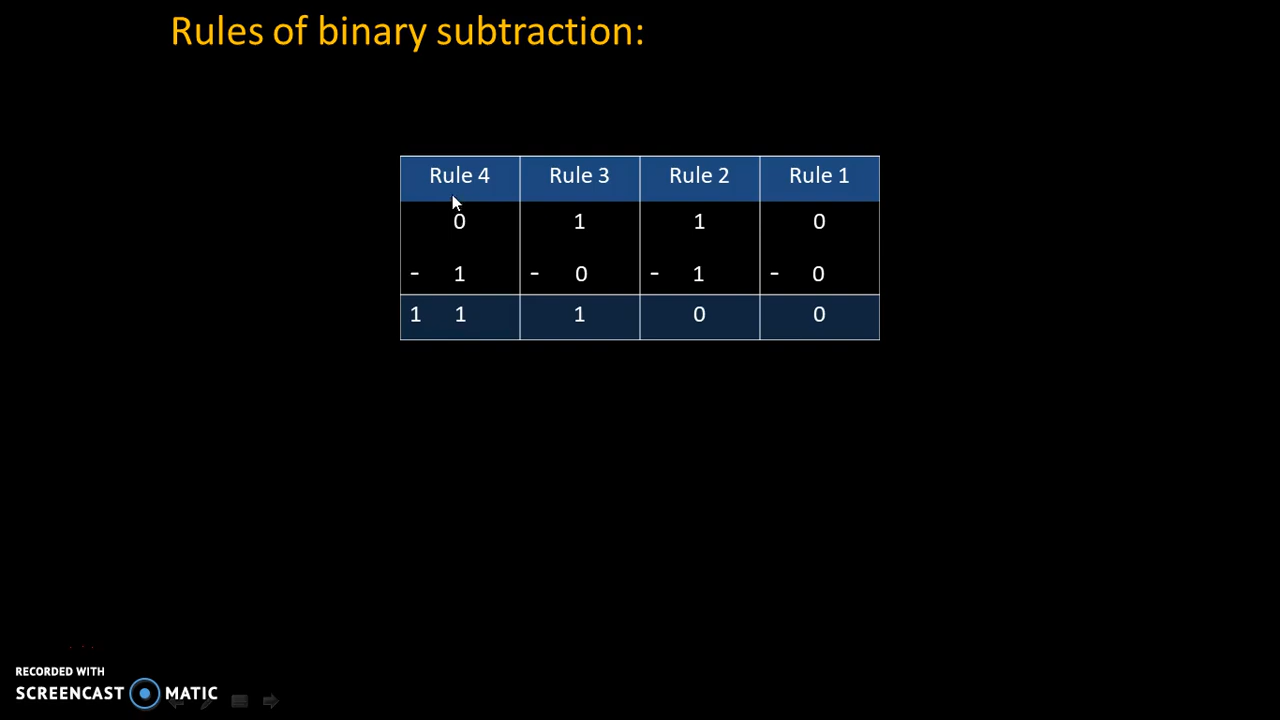 Rules of binary subtraction:
Rule 4 Rule 3 Rule 2 Rule 1
0 1 1 0
- 1 - 0 - 1 - 0
1 1 1 0 0
RECORDED WITH
SCREENCAST MATIC